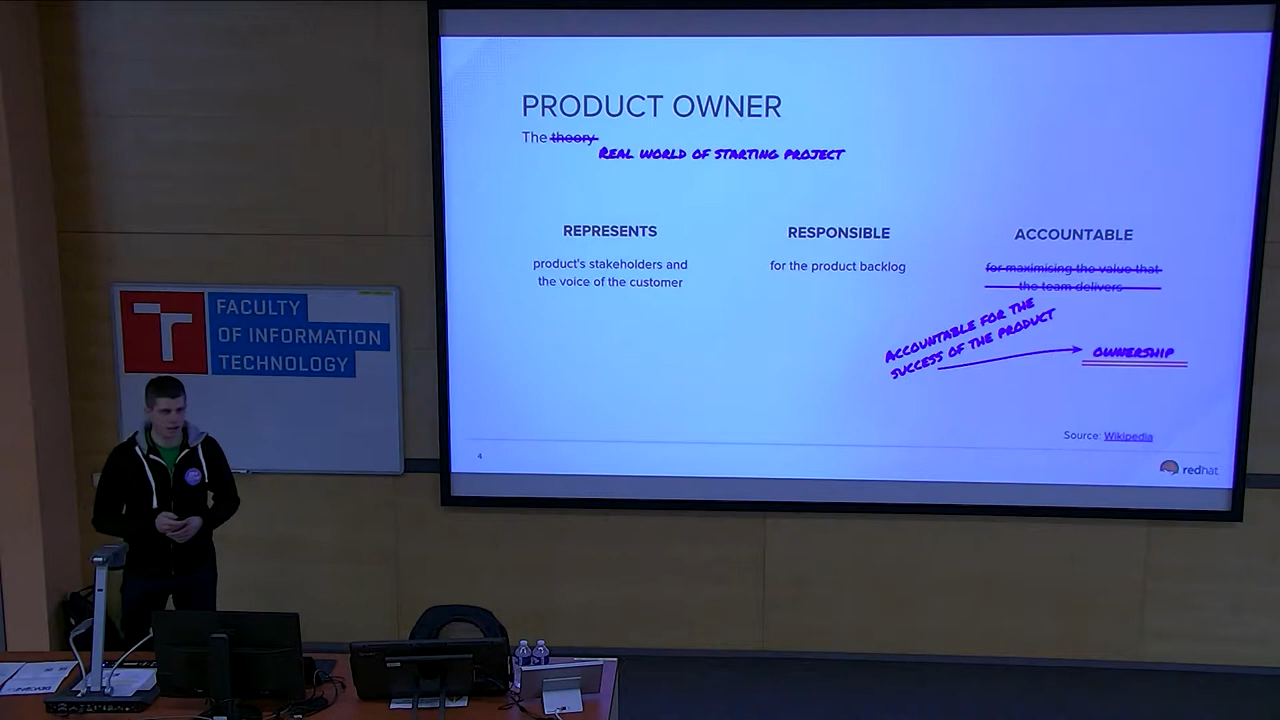 PRODUCT OWNER
The theory
REAL WORLD OF STARTING PROJECT
REPRESENTS
product's stakeholders and
the voice of the customer
RESPONSIBLE
for the product backlog
ACCOUNTABLE
for maximising the value that
the team delivers
ACCOUNTABLE FOR THE
SUCCESS OF THE PRODUCT
OWNERSHIP
Source: Wikipedia
4
redhat
FACULTY
OF INFORMATION
TECHNOLOGY